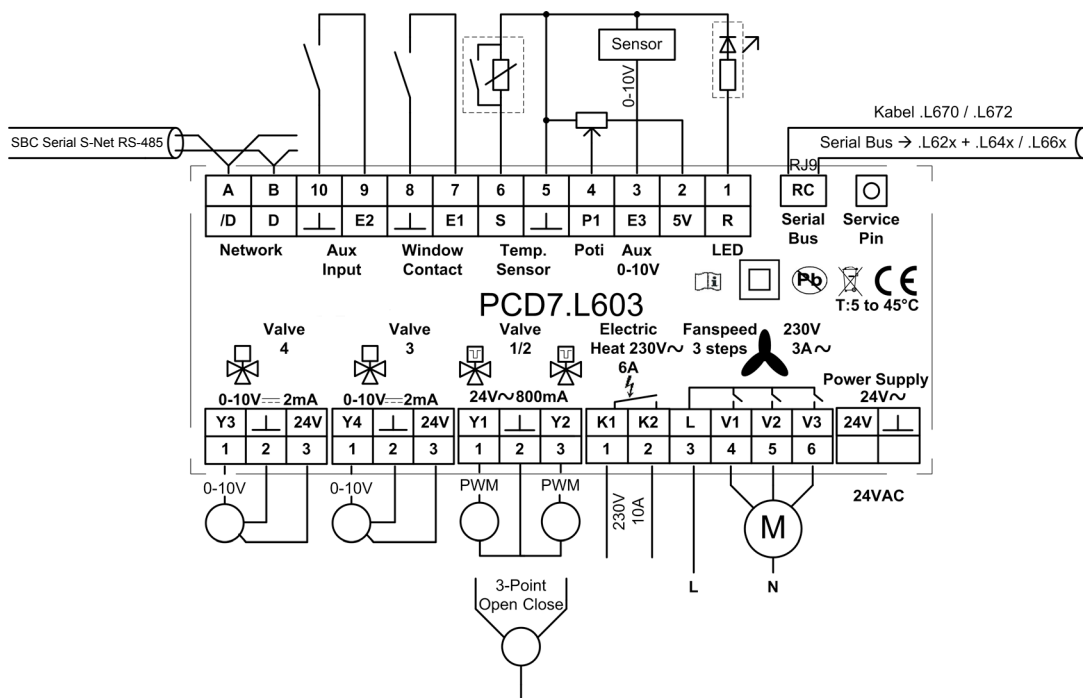 Sensor
0-10V
SBC Serial S-Net RS-485
Kabel .L670 / .L672
Serial Bus → .L62x + .L64x / .L66x
RJ9
A B 10 9 8 7 6 5 4 3 2 1
/D D ⊥ E2 ⊥ E1 S ⊥ P1 E3 5V R
RC
Network
Aux
Input
Window
Contact
Temp.
Sensor
Poti
Aux
0-10V
LED
Serial
Bus
Service
Pin
Pb
CE
T:5 to 45°C
PCD7.L603
Valve
4
0-10V⎓2mA
Valve
3
0-10V⎓2mA
Valve
1/2
24V~800mA
Electric
Heat 230V~
6A
Fanspeed
3 steps
230V
3A~
Power Supply
24V~
Y3 ⊥ 24V
1 2 3
Y4 ⊥ 24V
1 2 3
Y1 ⊥ Y2
1 2 3
K1 K2 L V1 V2 V3
1 2 3 4 5 6
24V ⊥
24VAC
0-10V
0-10V
PWM
PWM
230V
10A
M
L
N
3-Point
Open Close